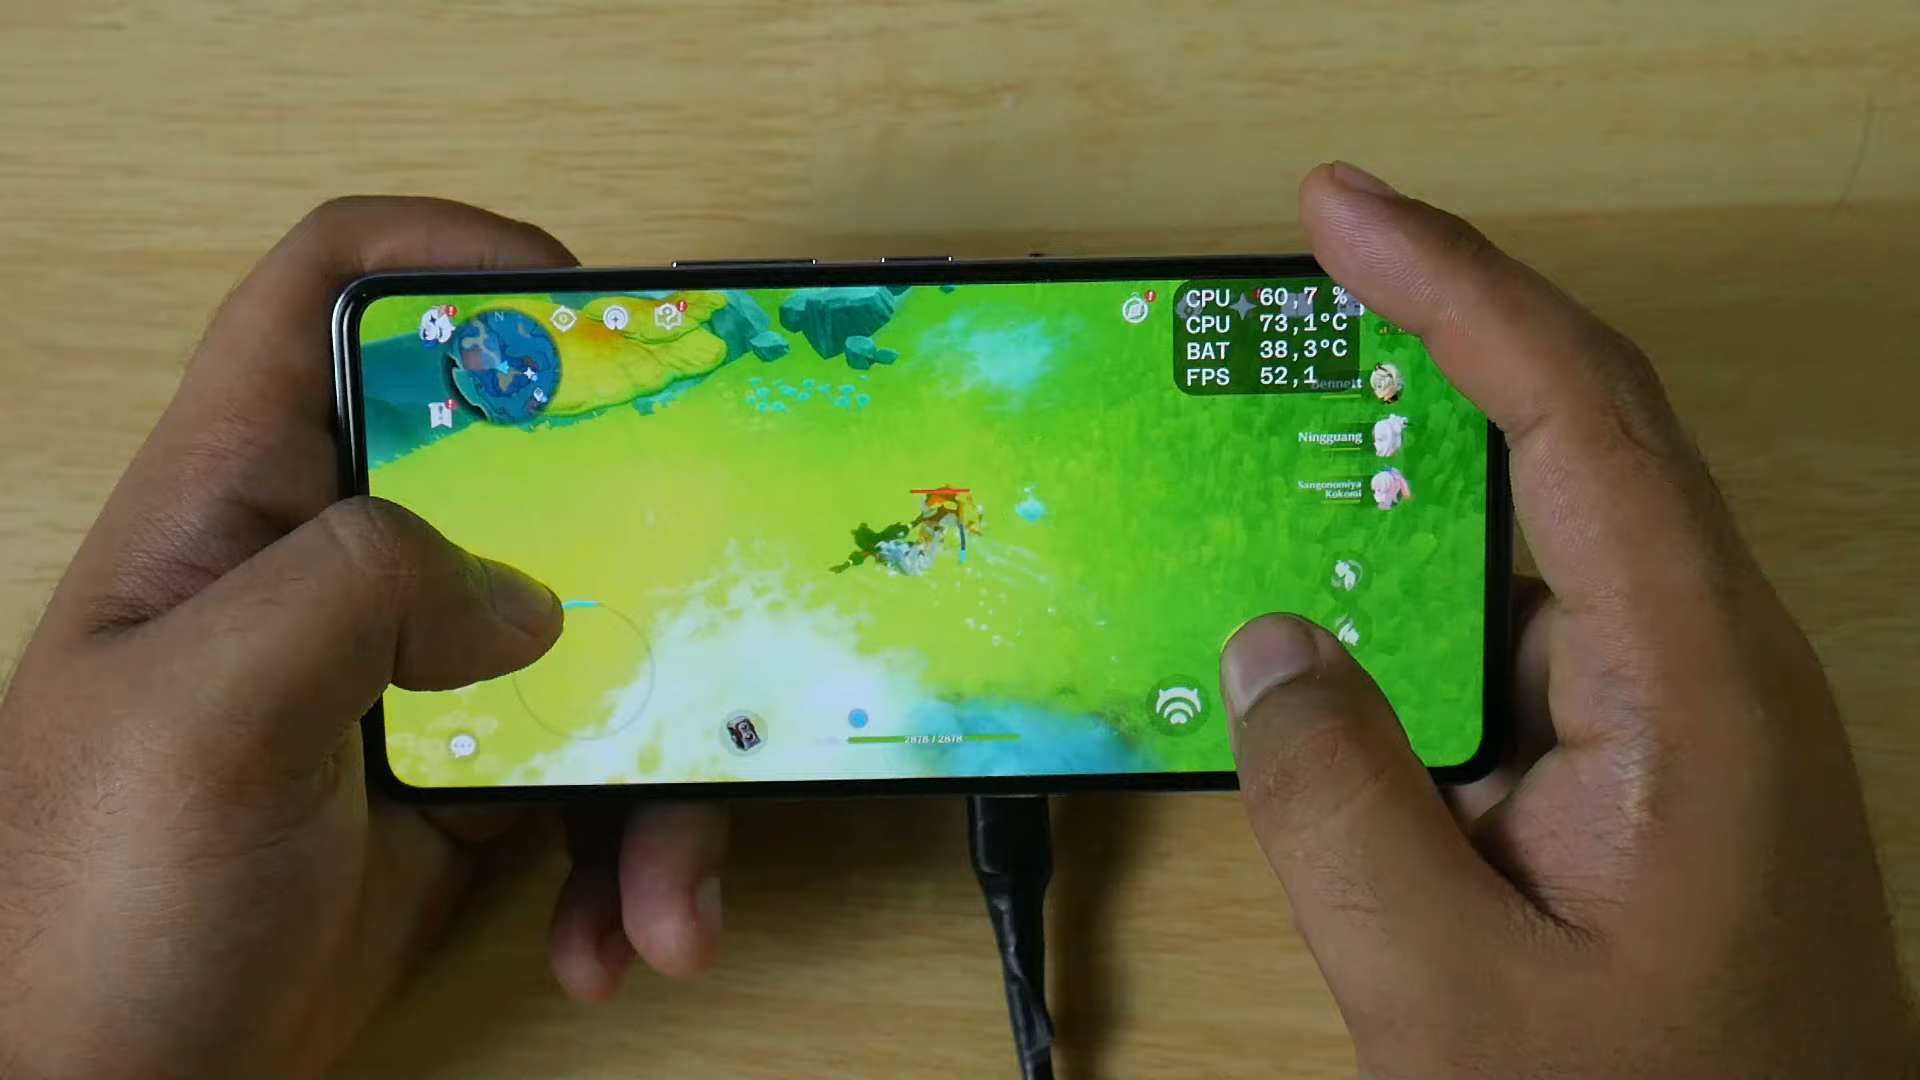 N
CPU 60,7 %
CPU 73,1°C
BAT 38,3°C
FPS 52,1
Bennett
Ningguang
Sangonomiya
Kokomi
2878 / 2878